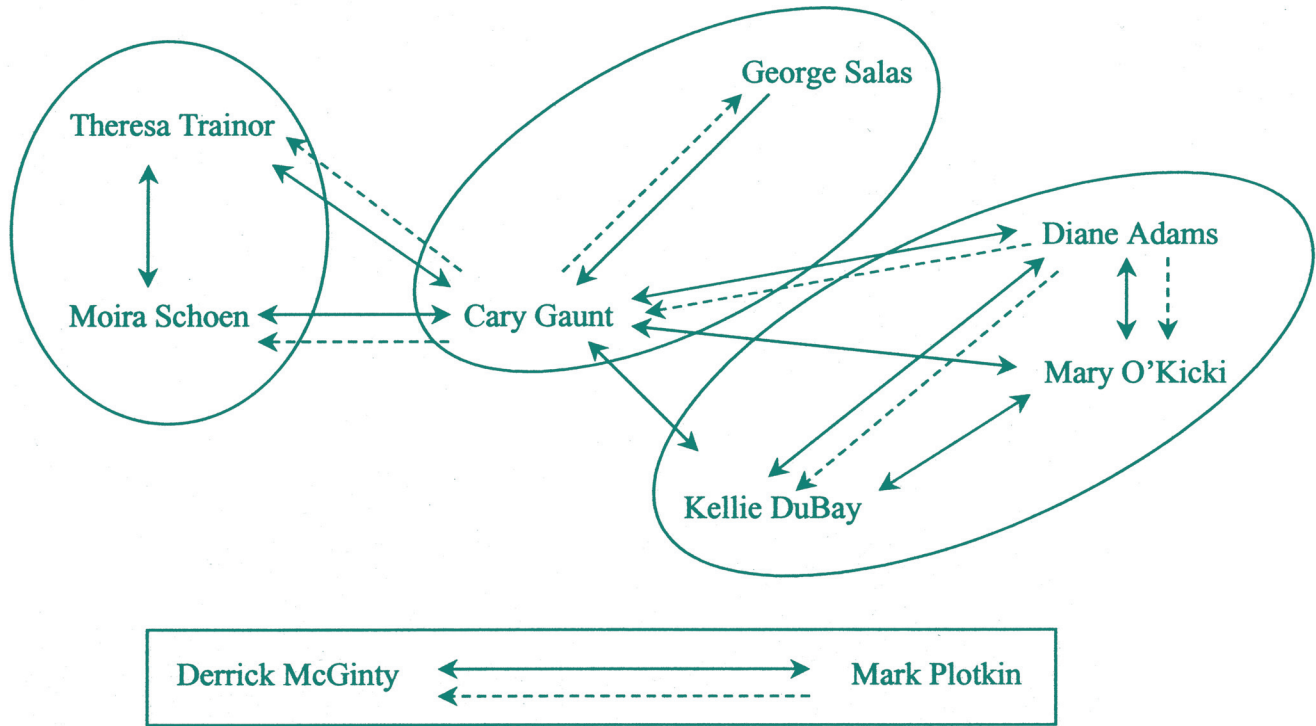 George Salas
Theresa Trainor
Diane Adams
Moira Schoen
Cary Gaunt
Mary O’Kicki
Kellie DuBay
Derrick McGinty
Mark Plotkin